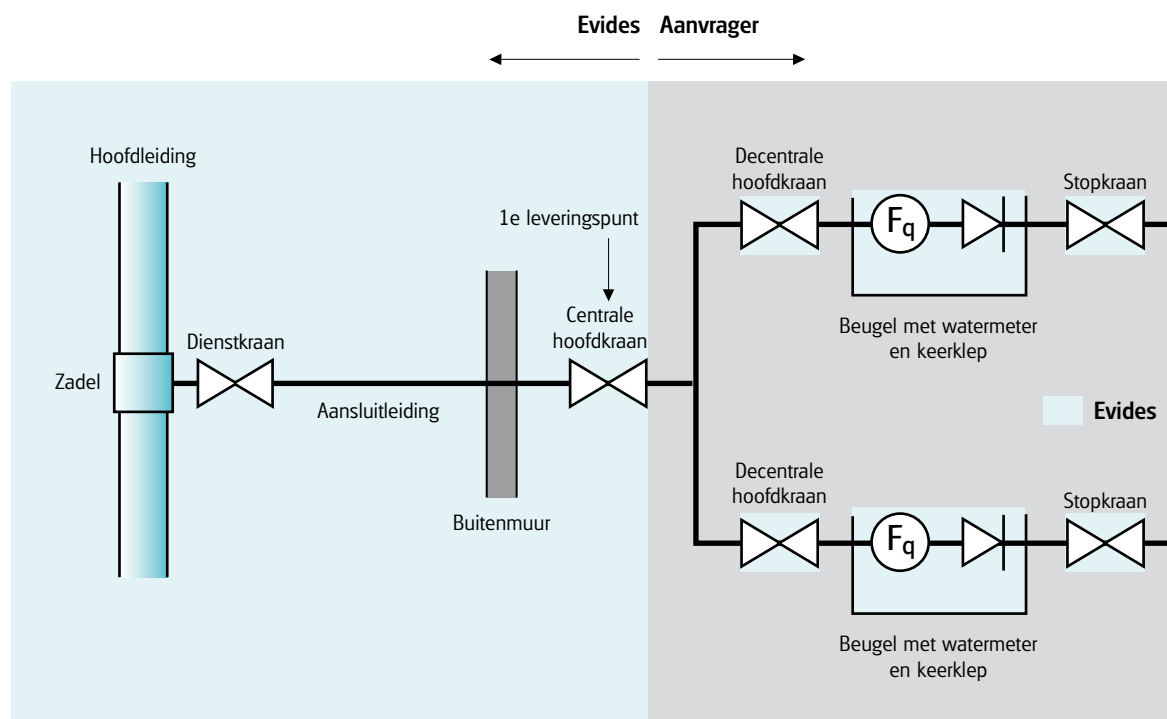 Evides Aanvrager
Hoofdleiding
Zadel
Dienstkraan
Aansluitleiding
Buitenmuur
1e leveringspunt
Centrale
hoofdkraan
Decentrale
hoofdkraan
Fq
Beugel met watermeter
en keerklep
Stopkraan
Evides
Decentrale
hoofdkraan
Fq
Beugel met watermeter
en keerklep
Stopkraan